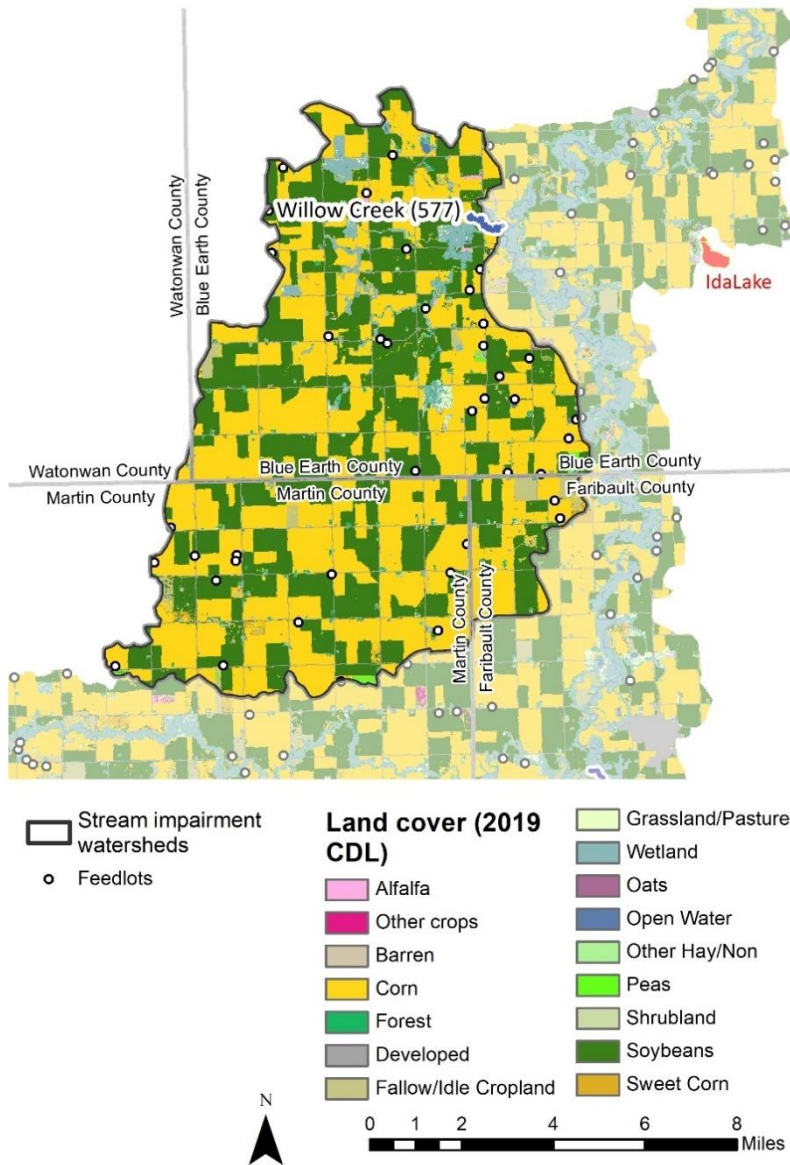 Watonwan County
Blue Earth County
Willow Creek (577)
IdaLake
Watonwan County
Blue Earth County
Blue Earth County
Martin County
Martin County
Faribault County
Martin County
Faribault County
Stream impairment
watersheds
Feedlots
Land cover (2019
CDL)
Alfalfa
Other crops
Barren
Corn
Forest
Developed
Fallow/Idle Cropland
Grassland/Pasture
Wetland
Oats
Open Water
Other Hay/Non
Peas
Shrubland
Soybeans
Sweet Corn
N
0 1 2 4 6 8
Miles